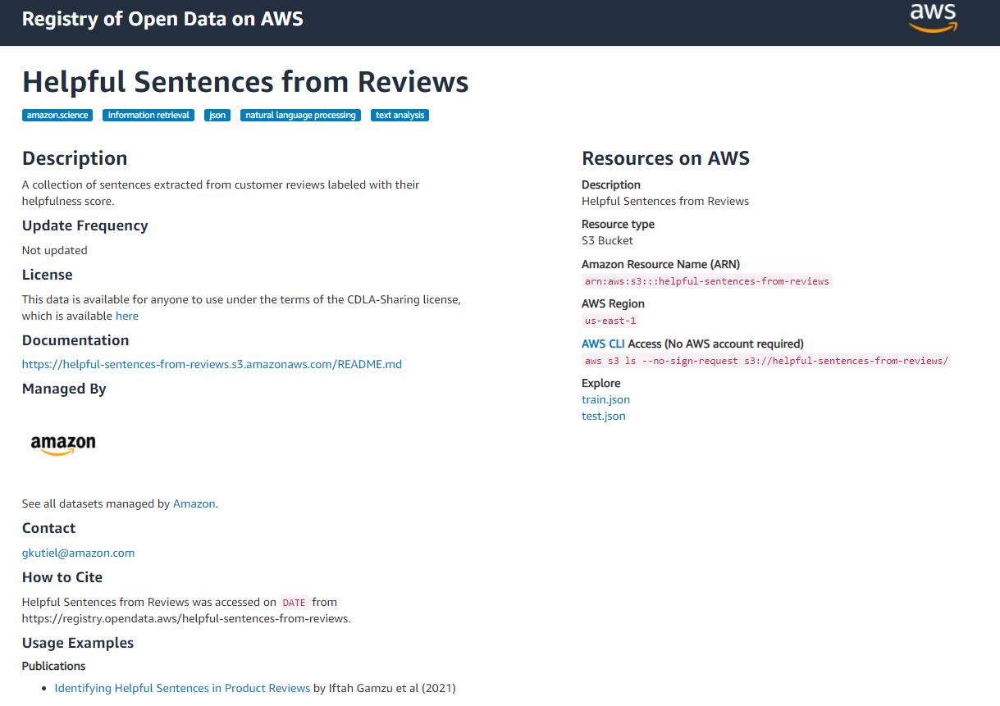 Registry of Open Data on AWS
aws
Helpful Sentences from Reviews
amazon.science information retrieval json natural language processing text analysis
Description
A collection of sentences extracted from customer reviews labeled with their
helpfulness score.
Update Frequency
Not updated
License
This data is available for anyone to use under the terms of the CDLA-Sharing license,
which is available here
Documentation
https://helpful-sentences-from-reviews.s3.amazonaws.com/README.md
Managed By
amazon
See all datasets managed by Amazon.
Contact
gkutiel@amazon.com
How to Cite
Helpful Sentences from Reviews was accessed on DATE from
https://registry.opendata.aws/helpful-sentences-from-reviews.
Usage Examples
Publications
• Identifying Helpful Sentences in Product Reviews by Iftah Gamzu et al (2021)
Resources on AWS
Description
Helpful Sentences from Reviews
Resource type
S3 Bucket
Amazon Resource Name (ARN)
arn:aws:s3:::helpful-sentences-from-reviews
AWS Region
us-east-1
AWS CLI Access (No AWS account required)
aws s3 ls --no-sign-request s3://helpful-sentences-from-reviews/
Explore
train.json
test.json